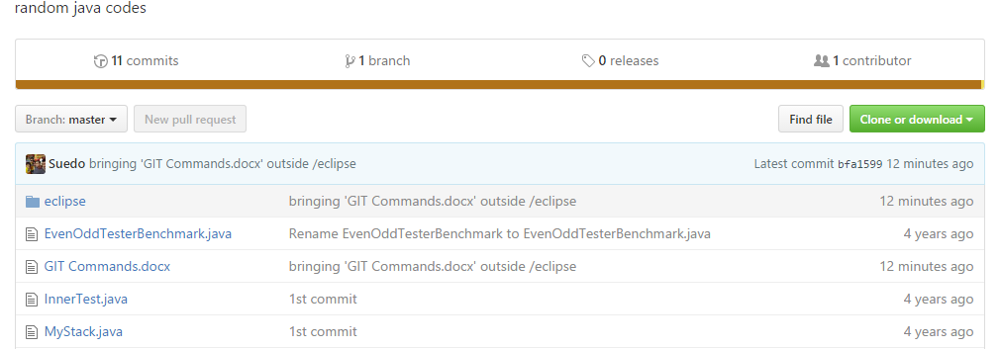 random java codes
11 commits 1 branch 0 releases 1 contributor
Branch: master New pull request Find file Clone or download
Suedo bringing 'GIT Commands.docx' outside /eclipse Latest commit bfa1599 12 minutes ago
eclipse bringing 'GIT Commands.docx' outside /eclipse 12 minutes ago
EvenOddTesterBenchmark.java Rename EvenOddTesterBenchmark to EvenOddTesterBenchmark.java 4 years ago
GIT Commands.docx bringing 'GIT Commands.docx' outside /eclipse 12 minutes ago
InnerTest.java 1st commit 4 years ago
MyStack.java 1st commit 4 years ago